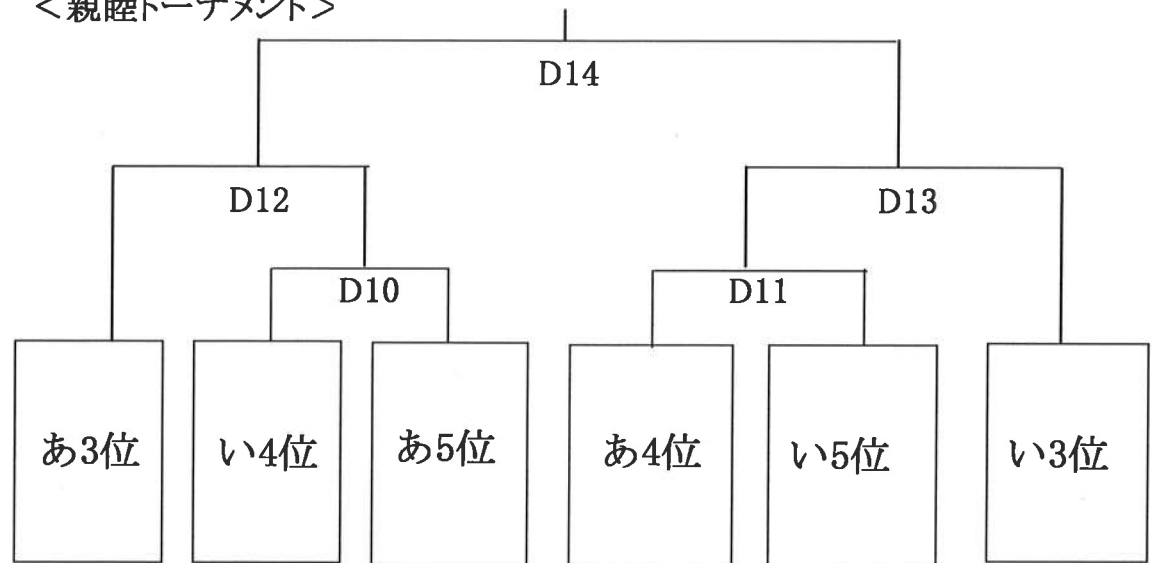 ＜親睦トーナメント＞
D14
D12
D13
D10
D11
あ3位
い4位
あ5位
あ4位
い5位
い3位